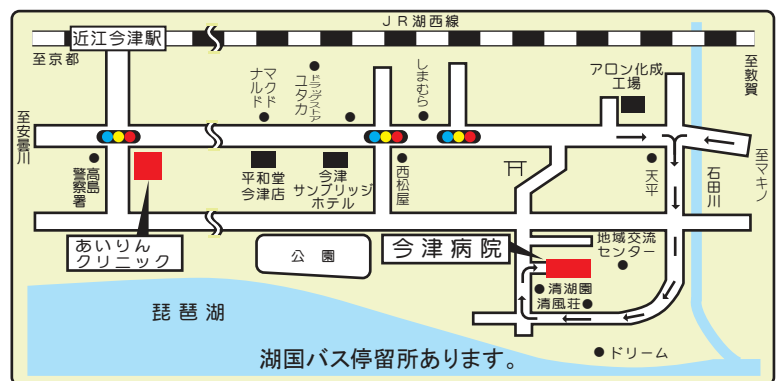 JR湖西線
近江今津駅
至京都
至敦賀
マクド
ナルド
ドラッグストア
ユタカ
しまむら
アロン化成
工場
至安曇川
至マキノ
高島
警察署
平和堂
今津店
今津
サンブリッジ
ホテル
西松屋
天平
石田川
あいりん
クリニック
公園
今津病院
地域交流
センター
清湖園
清風荘
琵琶湖
湖国バス停留所あります。
ドリーム